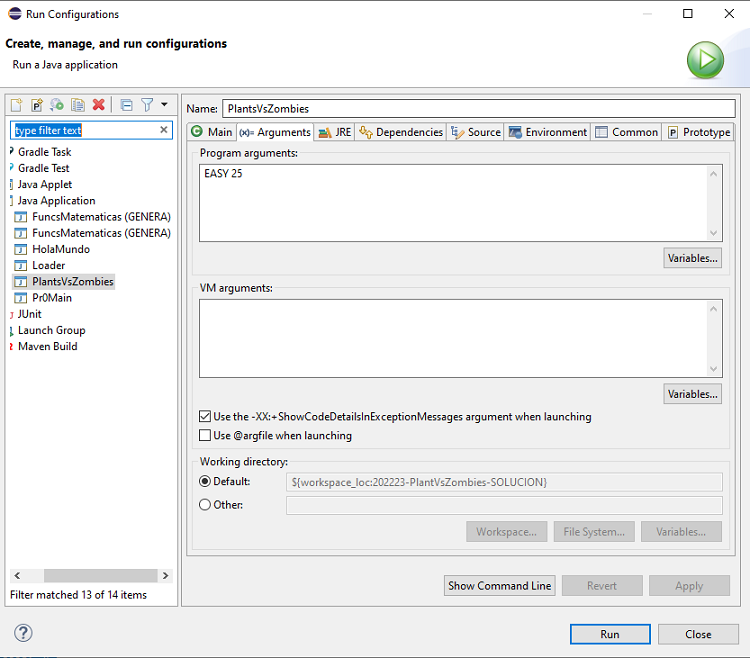 Run Configurations
Create, manage, and run configurations
Run a Java application
type filter text
Gradle Task
Gradle Test
Java Applet
Java Application
FuncsMatematicas (GENERA)
FuncsMatematicas (GENERA)
HolaMundo
Loader
PlantsVsZombies
Pr0Main
JUnit
Launch Group
Maven Build
Filter matched 13 of 14 items
Name: PlantsVsZombies
Main (x)= Arguments JRE Dependencies Source Environment Common Prototype
Program arguments:
EASY 25
Variables...
VM arguments:
Variables...
Use the -XX:+ShowCodeDetailsInExceptionMessages argument when launching
Use @argfile when launching
Working directory:
Default: ${workspace_loc:202223-PlantVsZombies-SOLUCION}
Other:
Workspace... File System... Variables...
Show Command Line Revert Apply
Run Close